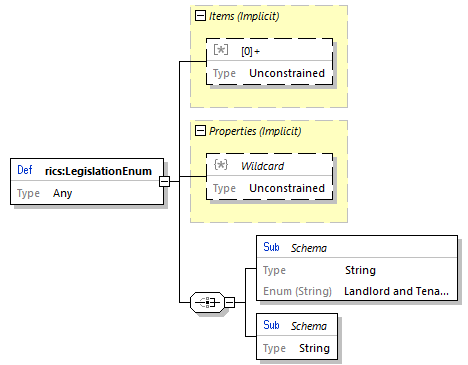 Items (Implicit)
[*] [0]+
Type Unconstrained
Properties (Implicit)
{*} Wildcard
Type Unconstrained
Def rics:LegislationEnum
Type Any
Sub Schema
Type String
Enum (String) Landlord and Tena...
Sub Schema
Type String